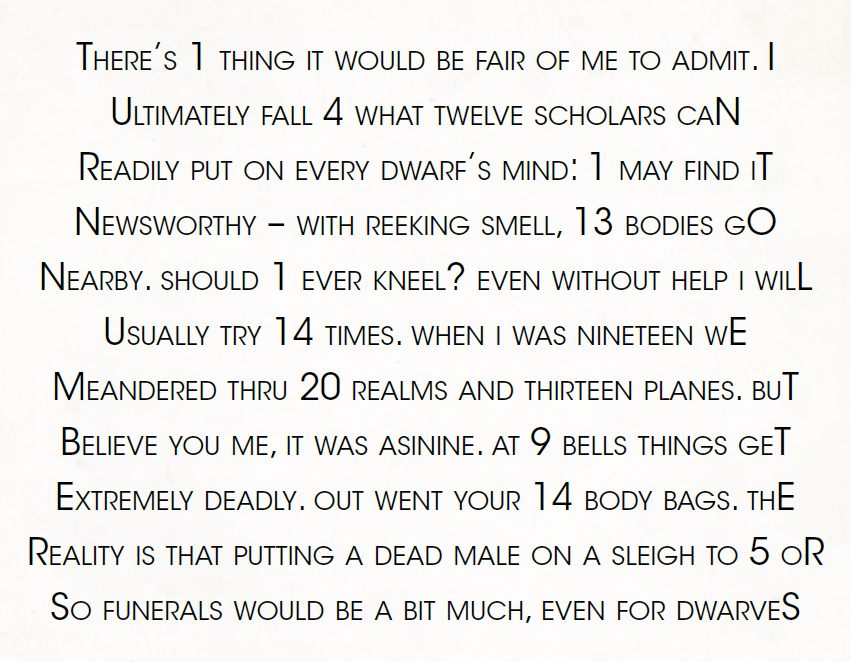 There's 1 thing it would be fair of me to admit. I
Ultimately fall 4 what twelve scholars caN
Readily put on every dwarf's mind: 1 may find iT
Newsworthy – with reeking smell, 13 bodies gO
Nearby. should 1 ever kneel? even without help i wilL
Usually try 14 times. when i was nineteen wE
Meandered thru 20 realms and thirteen planes. buT
Believe you me, it was asinine. at 9 bells things geT
Extremely deadly. out went your 14 body bags. thE
Reality is that putting a dead male on a sleigh to 5 oR
So funerals would be a bit much, even for dwarveS